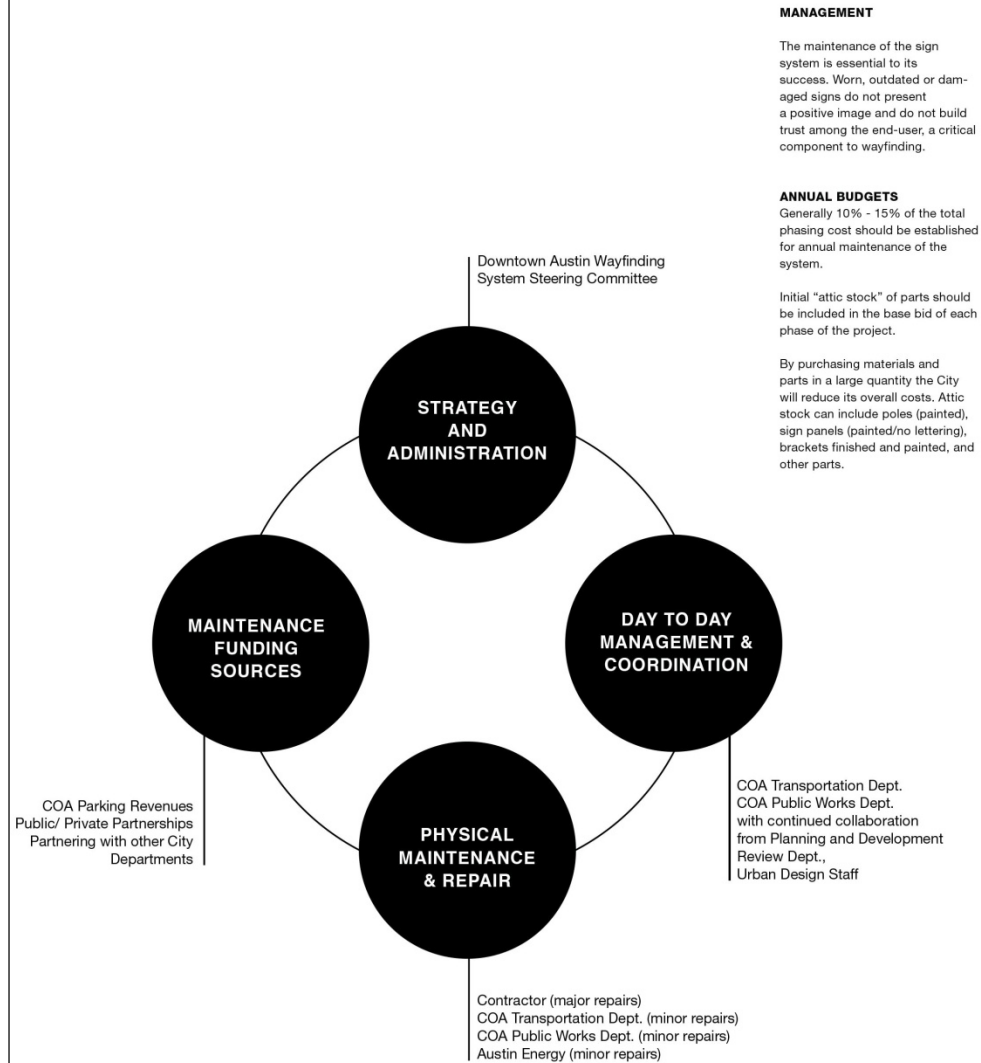 MANAGEMENT
The maintenance of the sign
system is essential to its
success. Worn, outdated or dam-
aged signs do not present
a positive image and do not build
trust among the end-user, a critical
component to wayfinding.
ANNUAL BUDGETS
Generally 10% - 15% of the total
phasing cost should be established
for annual maintenance of the
system.
Initial “attic stock” of parts should
be included in the base bid of each
phase of the project.
By purchasing materials and
parts in a large quantity the City
will reduce its overall costs. Attic
stock can include poles (painted),
sign panels (painted/no lettering),
brackets finished and painted, and
other parts.
Downtown Austin Wayfinding
System Steering Committee
STRATEGY
AND
ADMINISTRATION
MAINTENANCE
FUNDING
SOURCES
DAY TO DAY
MANAGEMENT &
COORDINATION
COA Parking Revenues
Public/ Private Partnerships
Partnering with other City
Departments
PHYSICAL
MAINTENANCE
& REPAIR
COA Transportation Dept.
COA Public Works Dept.
with continued collaboration
from Planning and Development
Review Dept.,
Urban Design Staff
Contractor (major repairs)
COA Transportation Dept. (minor repairs)
COA Public Works Dept. (minor repairs)
Austin Energy (minor repairs)